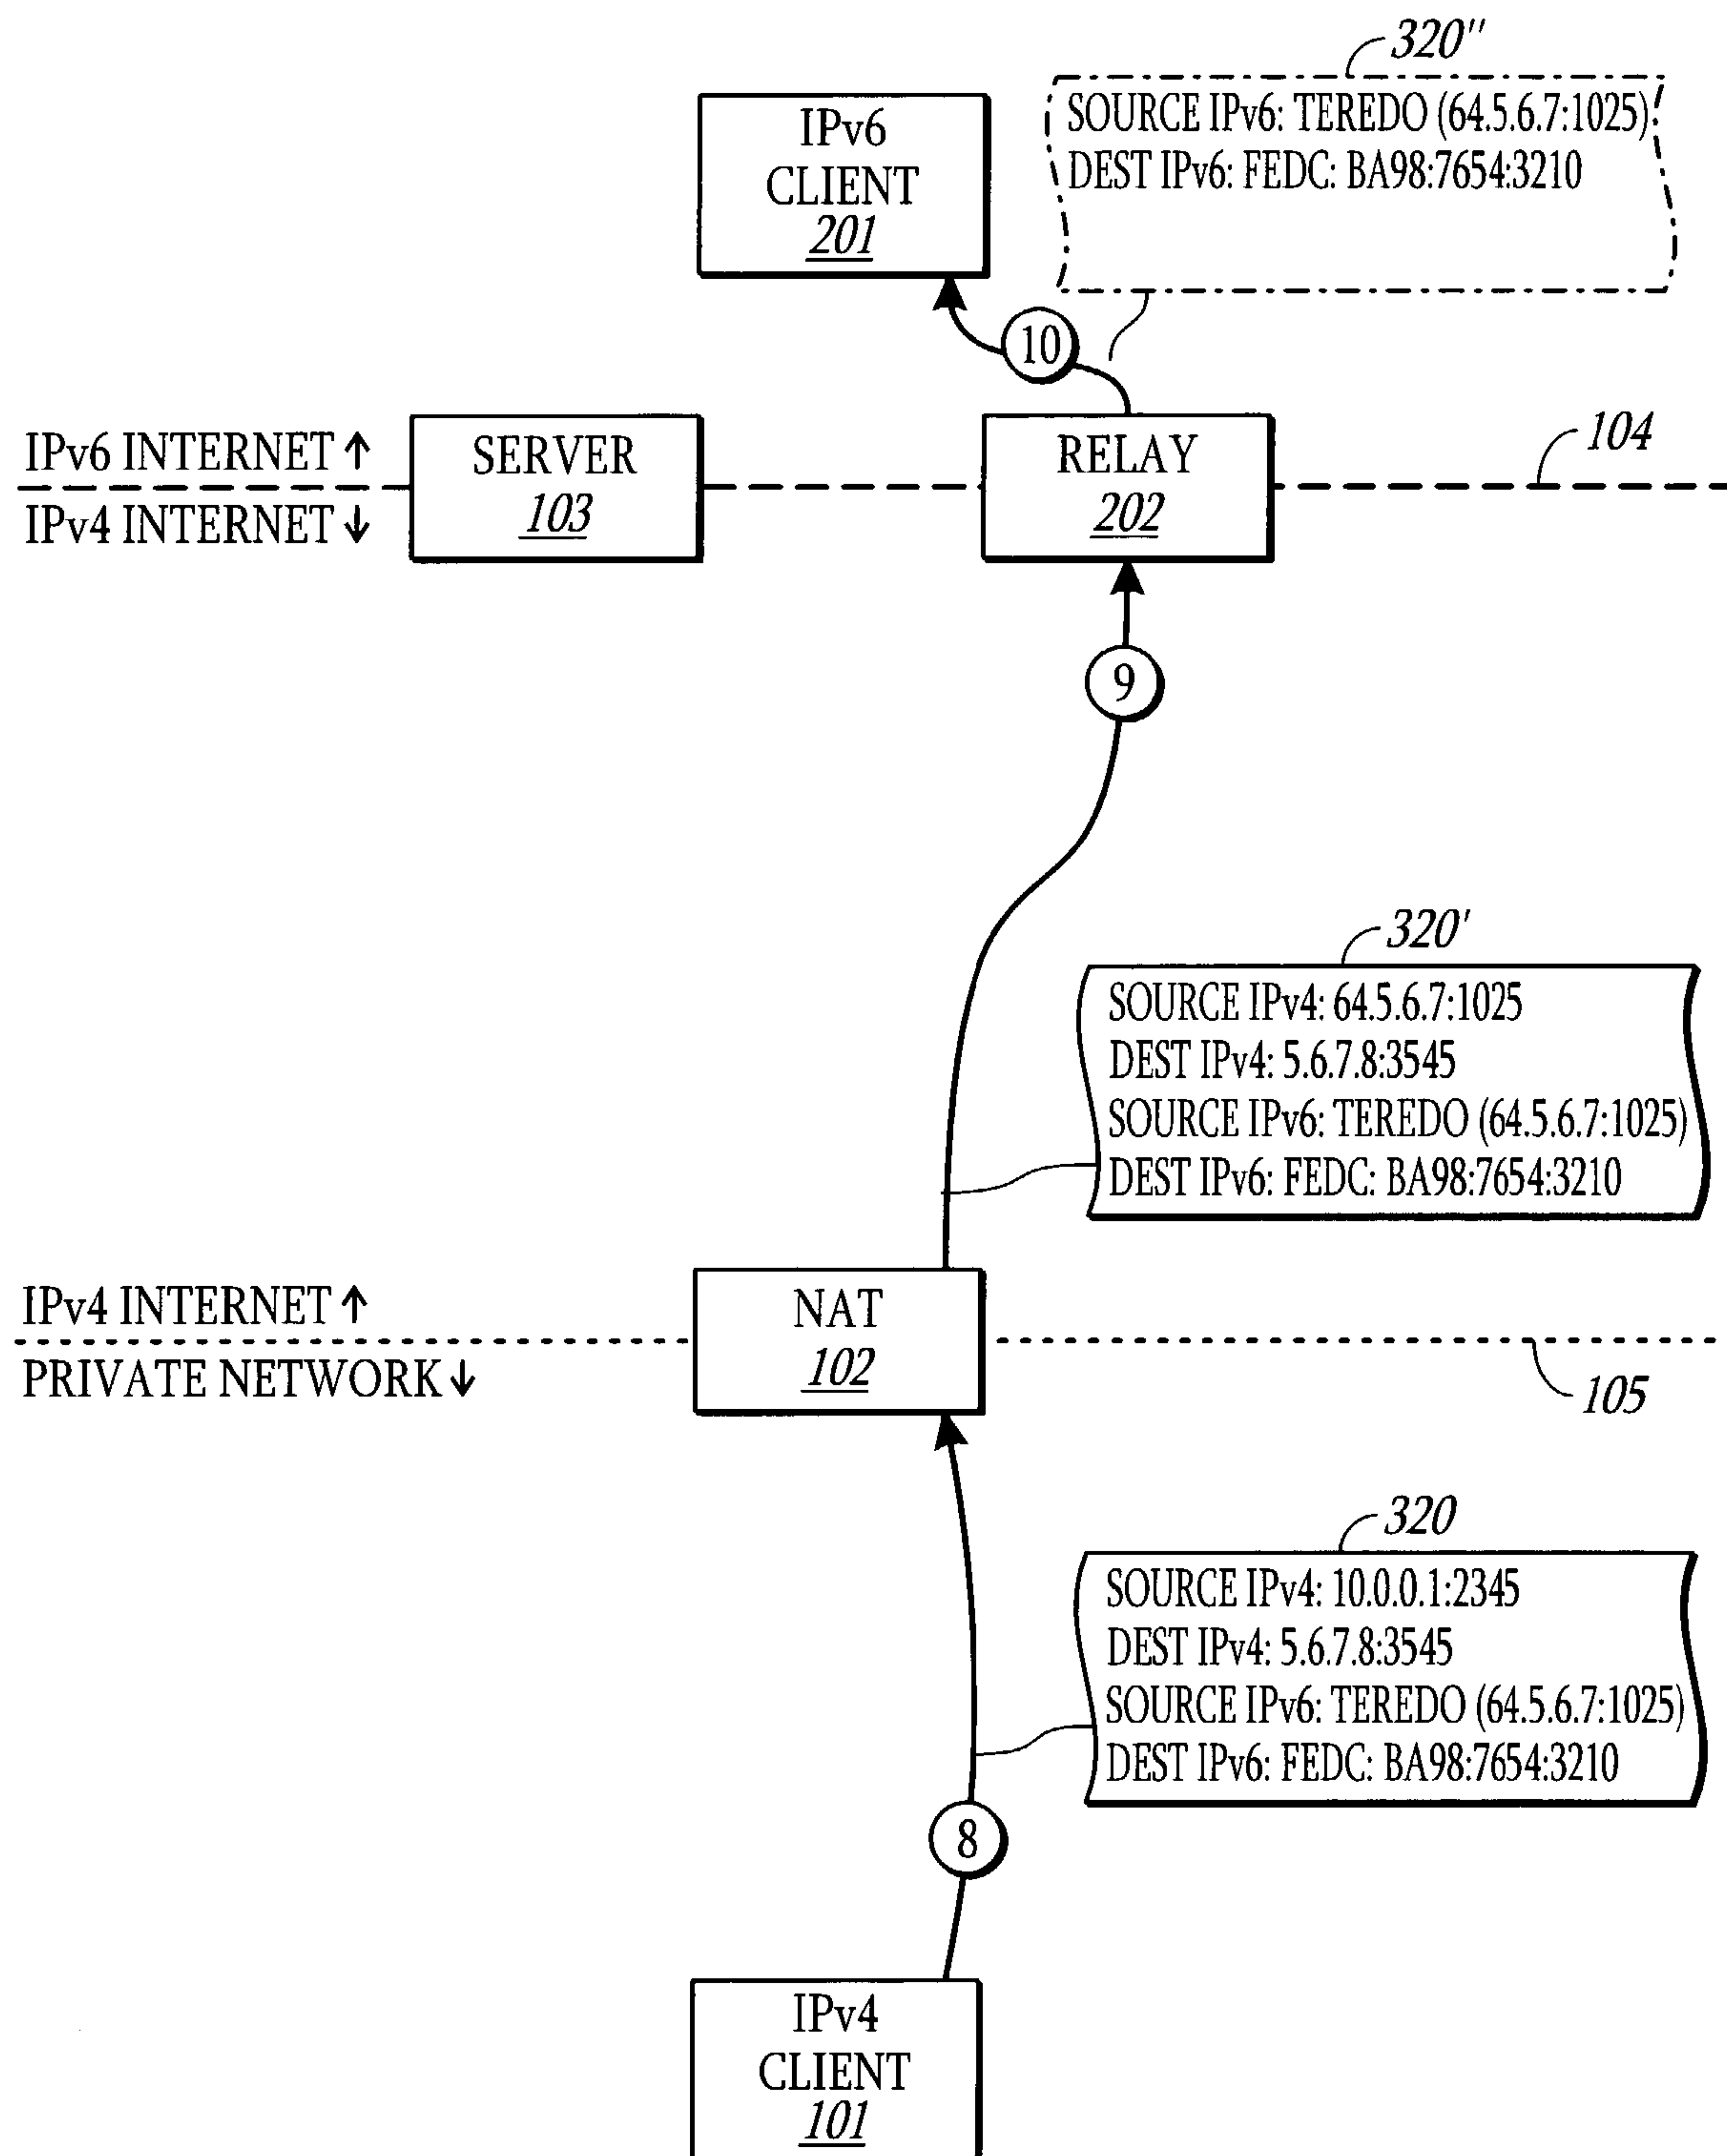 320"
SOURCE IPv6: TEREDO (64.5.6.7:1025)
DEST IPv6: FEDC: BA98:7654:3210
IPv6
CLIENT
201
10
IPv6 INTERNET ↑
IPv4 INTERNET ↓
SERVER
103
RELAY
202
104
9
320'
SOURCE IPv4: 64.5.6.7:1025
DEST IPv4: 5.6.7.8:3545
SOURCE IPv6: TEREDO (64.5.6.7:1025)
DEST IPv6: FEDC: BA98:7654:3210
IPv4 INTERNET ↑
PRIVATE NETWORK ↓
NAT
102
105
320
SOURCE IPv4: 10.0.0.1:2345
DEST IPv4: 5.6.7.8:3545
SOURCE IPv6: TEREDO (64.5.6.7:1025)
DEST IPv6: FEDC: BA98:7654:3210
8
IPv4
CLIENT
101